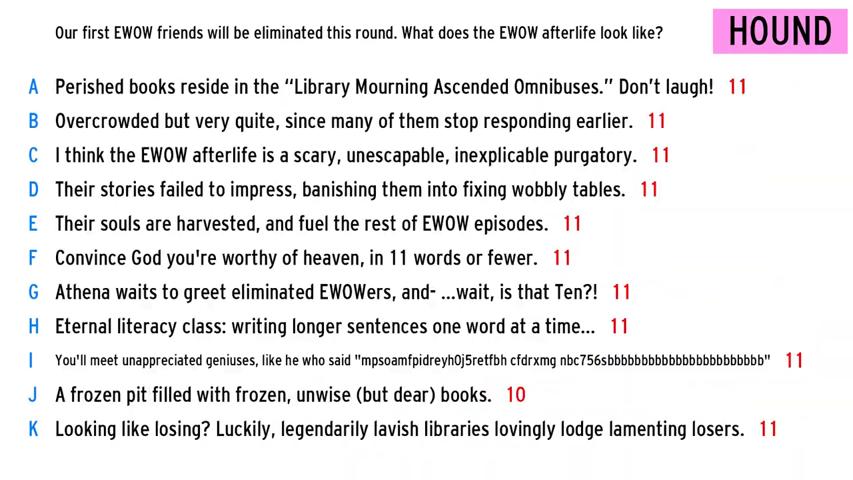 Our first EWOW friends will be eliminated this round. What does the EWOW afterlife look like?
HOUND
A Perished books reside in the “Library Mourning Ascended Omnibuses.” Don’t laugh! 11
B Overcrowded but very quite, since many of them stop responding earlier. 11
C I think the EWOW afterlife is a scary, unescapable, inexplicable purgatory. 11
D Their stories failed to impress, banishing them into fixing wobbly tables. 11
E Their souls are harvested, and fuel the rest of EWOW episodes. 11
F Convince God you're worthy of heaven, in 11 words or fewer. 11
G Athena waits to greet eliminated EWOWers, and- ...wait, is that Ten?! 11
H Eternal literacy class: writing longer sentences one word at a time... 11
I You'll meet unappreciated geniuses, like he who said "mpsoamfpidreyh0j5retfbh cfdrxmg nbc756sbbbbbbbbbbbbbbbbbbbbbbbb" 11
J A frozen pit filled with frozen, unwise (but dear) books. 10
K Looking like losing? Luckily, legendarily lavish libraries lovingly lodge lamenting losers. 11